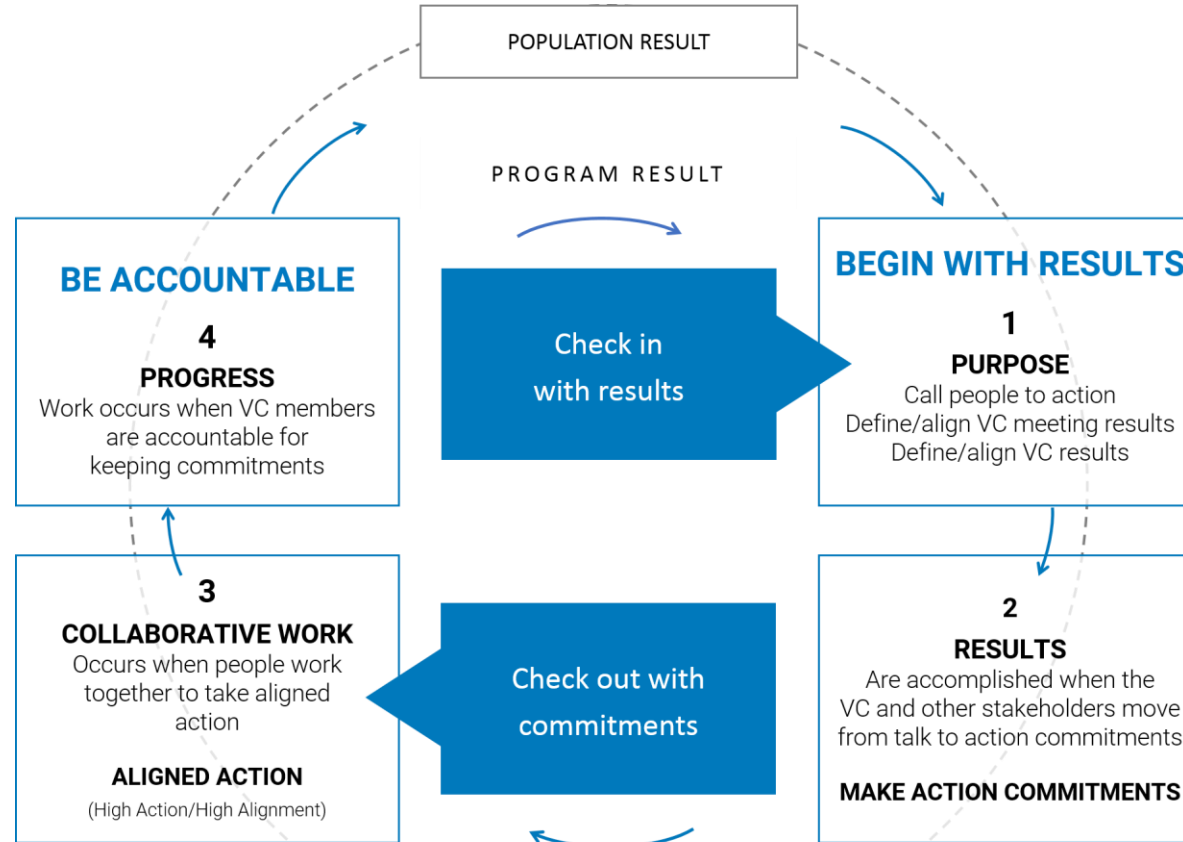 POPULATION RESULT
PROGRAM RESULT
BE ACCOUNTABLE
4
PROGRESS
Work occurs when VC members
are accountable for
keeping commitments
Check in
with results
BEGIN WITH RESULTS
1
PURPOSE
Call people to action
Define/align VC meeting results
Define/align VC results
2
RESULTS
Are accomplished when the
VC and other stakeholders move
from talk to action commitments
MAKE ACTION COMMITMENTS
Check out with
commitments
3
COLLABORATIVE WORK
Occurs when people work
together to take aligned
action
ALIGNED ACTION
(High Action/High Alignment)